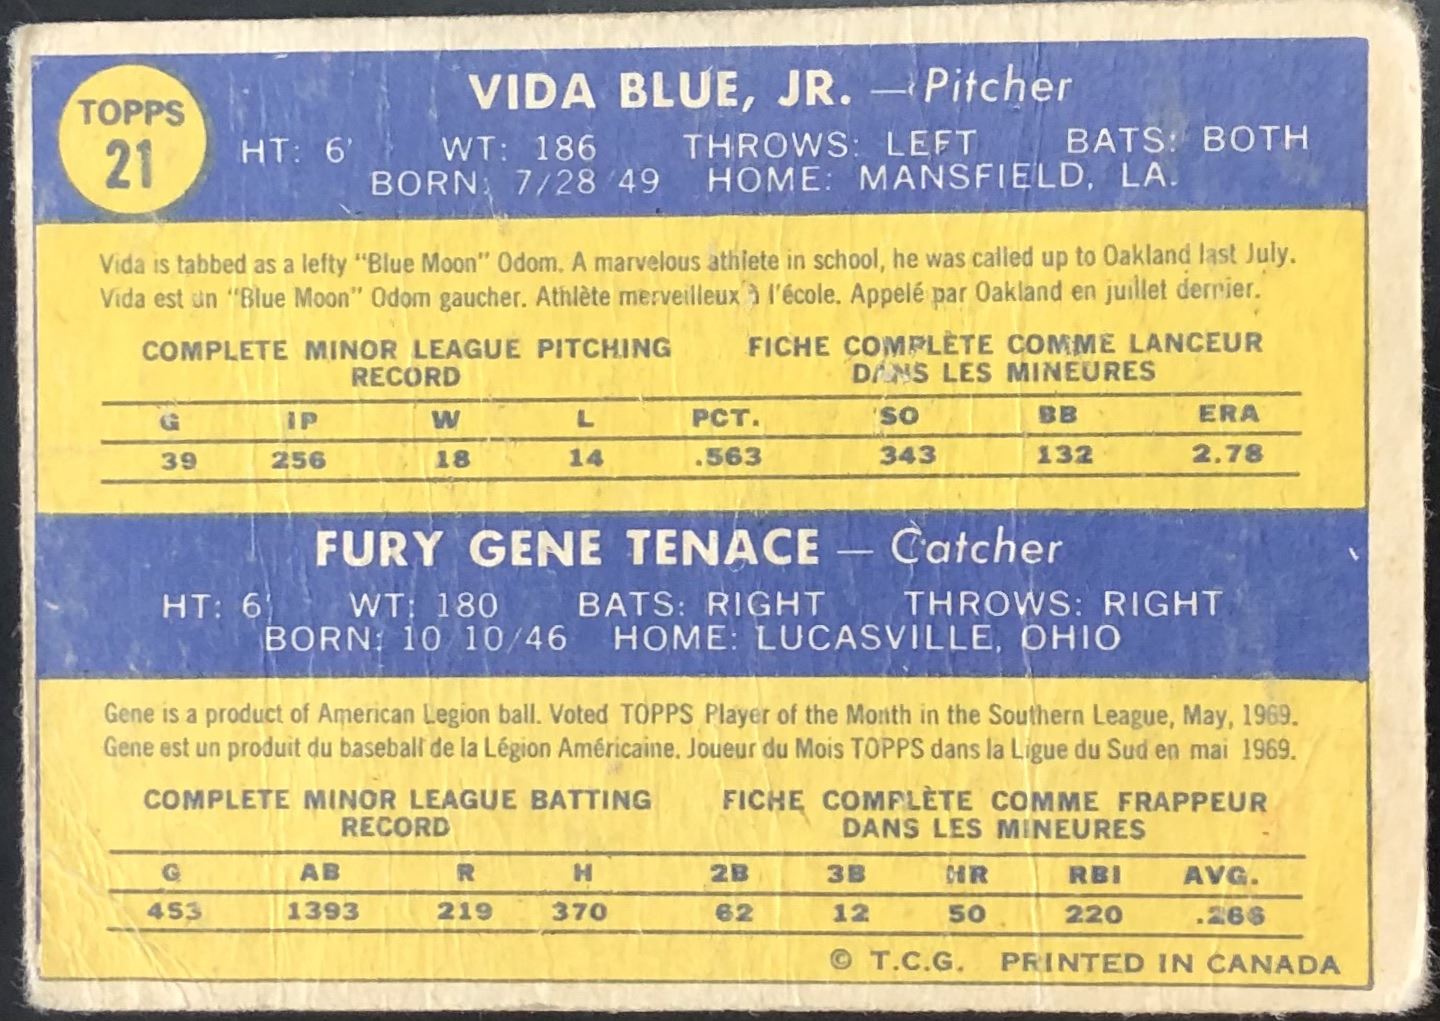 TOPPS
21
VIDA BLUE, JR. — Pitcher
HT: 6' WT: 186 THROWS: LEFT BATS: BOTH
BORN: 7/28/49 HOME: MANSFIELD, LA.
Vida is tabbed as a lefty "Blue Moon" Odom. A marvelous athlete in school, he was called up to Oakland last July.
Vida est un "Blue Moon" Odom gaucher. Athlète merveilleux à l'école. Appelé par Oakland en juillet dernier.
COMPLETE MINOR LEAGUE PITCHING FICHE COMPLÈTE COMME LANCEUR
RECORD DANS LES MINEURES
G IP W L PCT. SO BB ERA
39 256 18 14 .563 343 132 2.78
FURY GENE TENACE — Catcher
HT: 6' WT: 180 BATS: RIGHT THROWS: RIGHT
BORN: 10/10/46 HOME: LUCASVILLE, OHIO
Gene is a product of American Legion ball. Voted TOPPS Player of the Month in the Southern League, May, 1969.
Gene est un produit du baseball de la Légion Américaine. Joueur du Mois TOPPS dans la Ligue du Sud en mai 1969.
COMPLETE MINOR LEAGUE BATTING FICHE COMPLÈTE COMME FRAPPEUR
RECORD DANS LES MINEURES
G AB R H 2B 3B HR RBI AVG.
453 1393 219 370 62 12 50 220 .266
© T.C.G. PRINTED IN CANADA